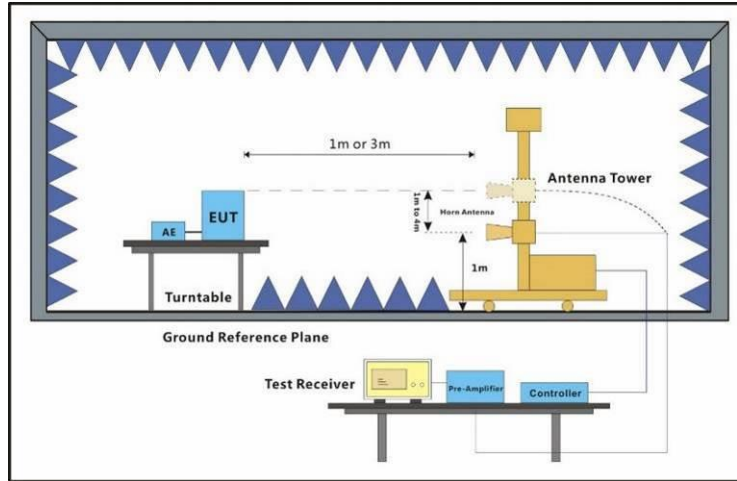 1m or 3m
Antenna Tower
1m to 4m
Horn Antenna
EUT
AE
1m
Turntable
Ground Reference Plane
Test Receiver
Pre-Amplifier
Controller